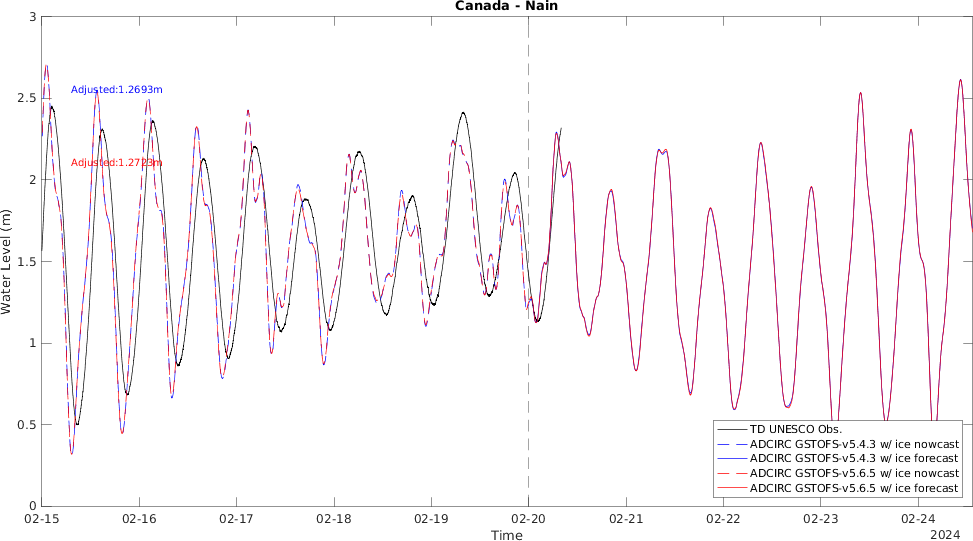 Canada - Nain
3
2.5
2
1.5
1
0.5
0
Water Level (m)
Adjusted:1.2693m
Adjusted:1.2723m
TD UNESCO Obs.
ADCIRC GSTOFS-v5.4.3 w/ ice nowcast
ADCIRC GSTOFS-v5.4.3 w/ ice forecast
ADCIRC GSTOFS-v5.6.5 w/ ice nowcast
ADCIRC GSTOFS-v5.6.5 w/ ice forecast
02-15 02-16 02-17 02-18 02-19 02-20 02-21 02-22 02-23 02-24
Time
2024